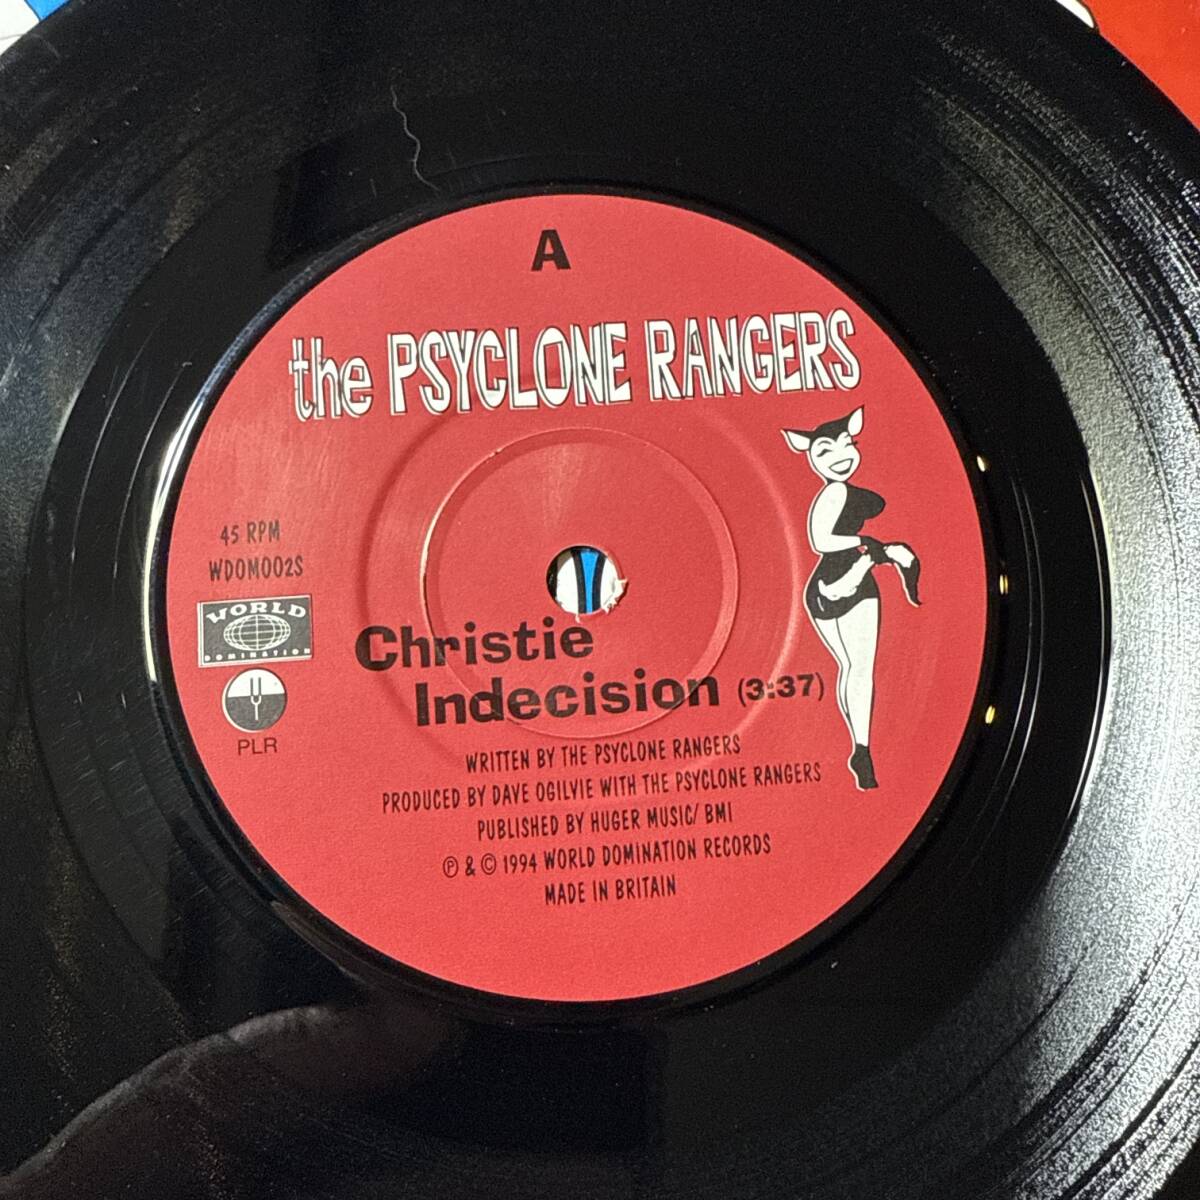 A
the PSYCLONE RANGERS
45 RPM
WDOM002S
WORLD
DOMINATION
PLR
Christie
Indecision (3:37)
WRITTEN BY THE PSYCLONE RANGERS
PRODUCED BY DAVE OGILVIE WITH THE PSYCLONE RANGERS
PUBLISHED BY HUGER MUSIC/ BMI
℗ & © 1994 WORLD DOMINATION RECORDS
MADE IN BRITAIN